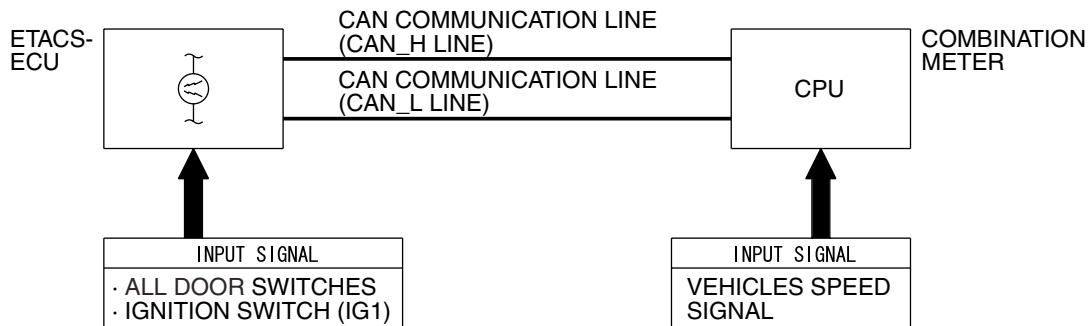 ETACS-
ECU
CAN COMMUNICATION LINE
(CAN_H LINE)
CAN COMMUNICATION LINE
(CAN_L LINE)
CPU
COMBINATION
METER
INPUT SIGNAL
· ALL DOOR SWITCHES
· IGNITION SWITCH (IG1)
INPUT SIGNAL
VEHICLES SPEED
SIGNAL